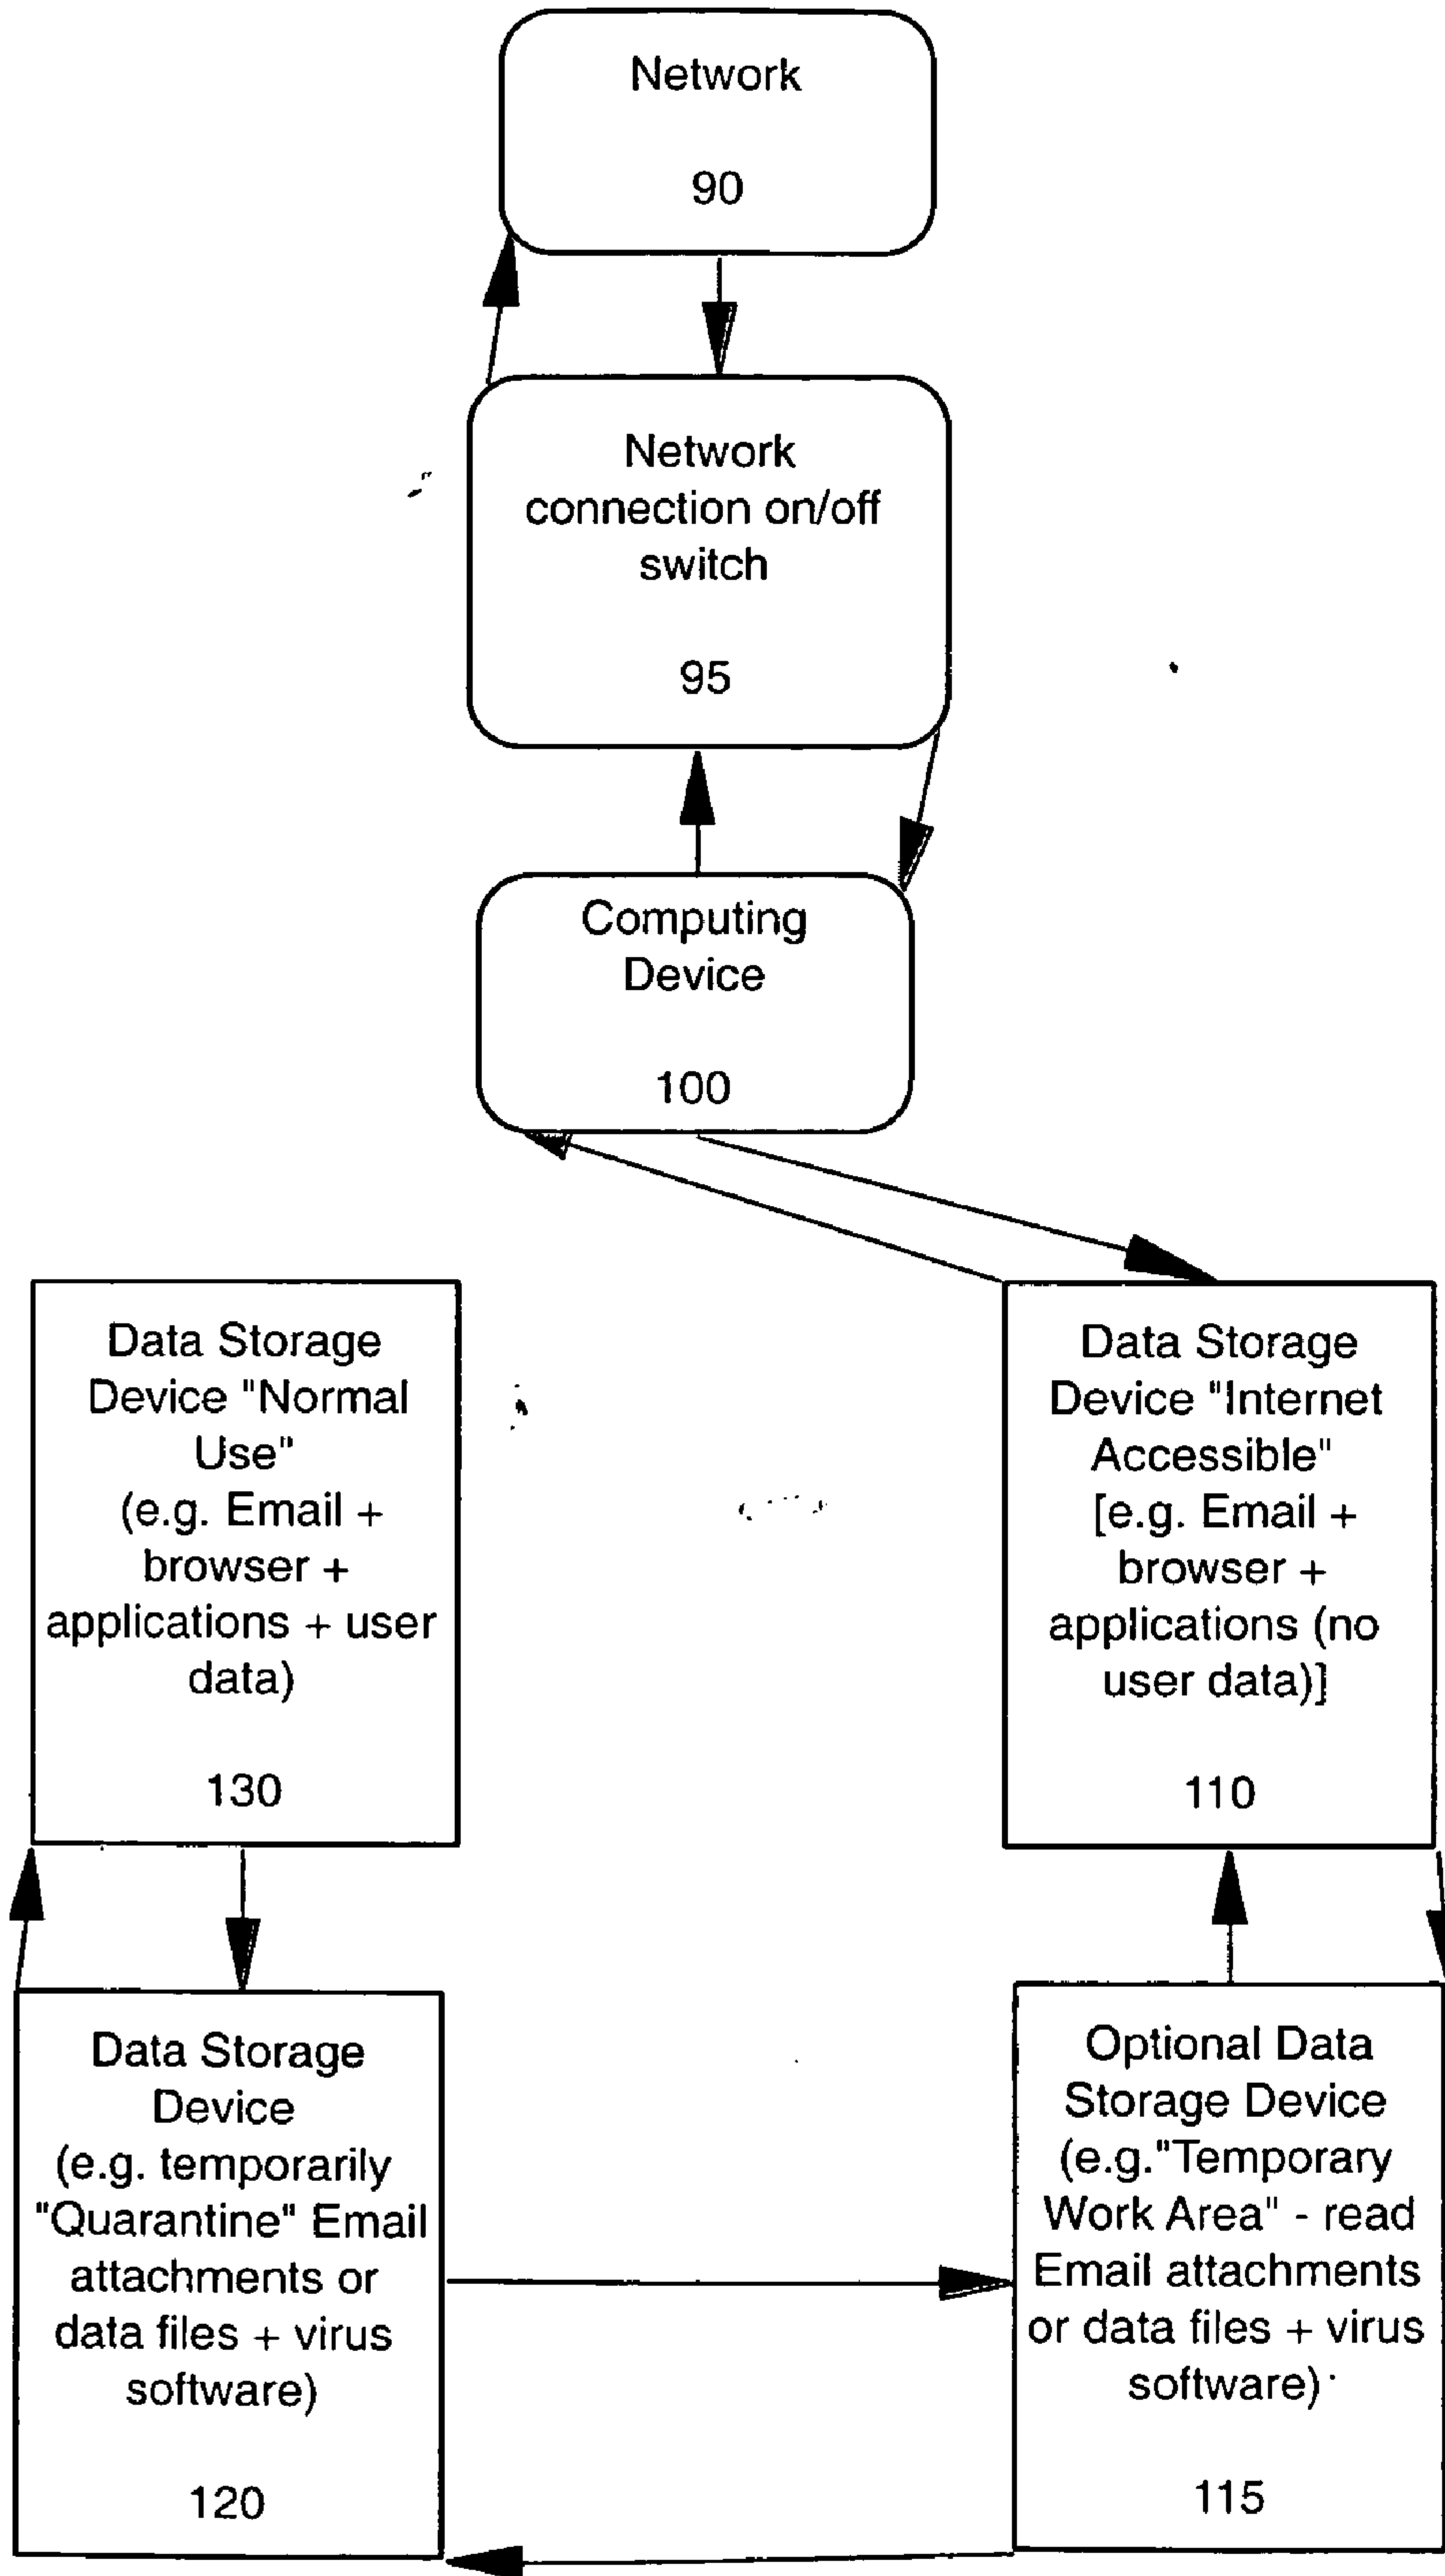 Network
90
Network
connection on/off
switch
95
Computing
Device
100
Data Storage
Device "Normal
Use"
(e.g. Email +
browser +
applications + user
data)
130
Data Storage
Device "Internet
Accessible"
[e.g. Email +
browser +
applications (no
user data)]
110
Data Storage
Device
(e.g. temporarily
"Quarantine" Email
attachments or
data files + virus
software)
120
Optional Data
Storage Device
(e.g."Temporary
Work Area" - read
Email attachments
or data files + virus
software)
115